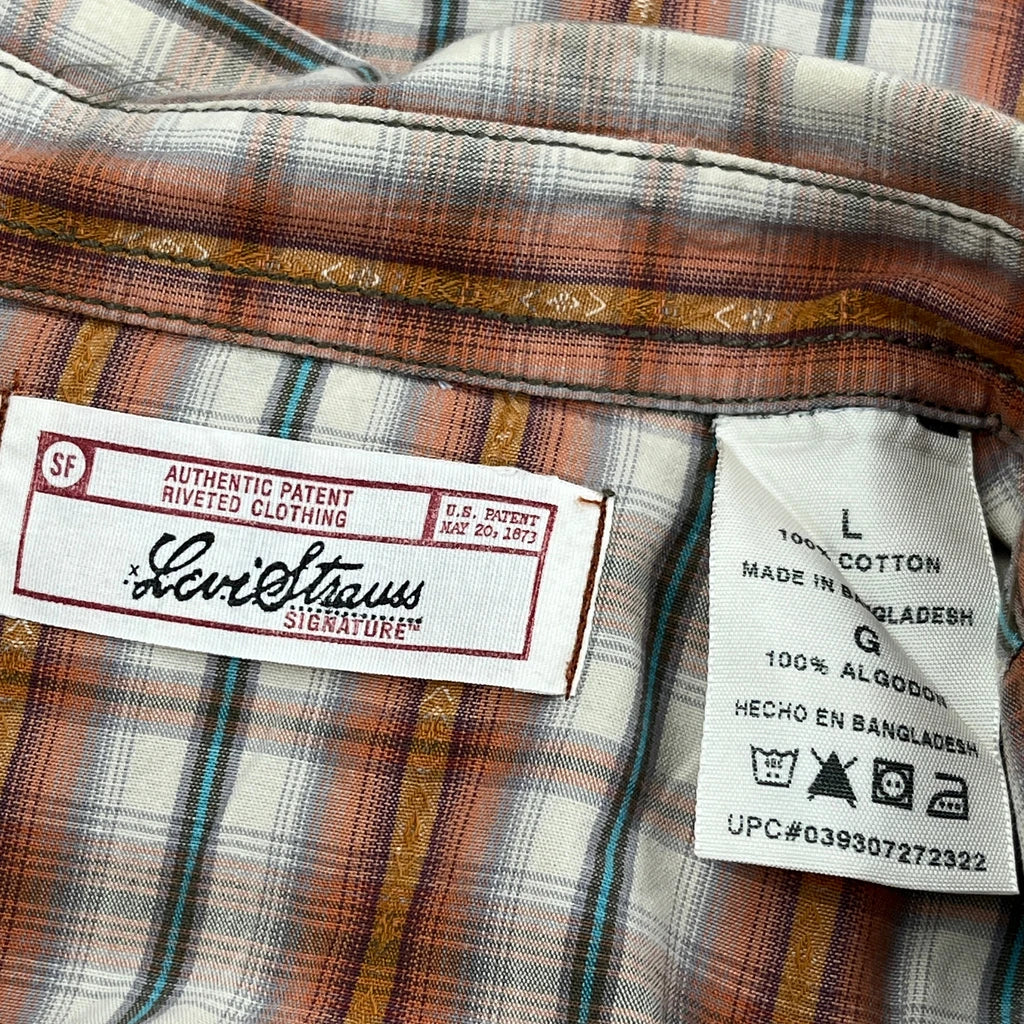 SF
AUTHENTIC PATENT
RIVETED CLOTHING
U.S. PATENT
MAY 20, 1873
Levi Strauss
SIGNATURE™
L
100% COTTON
MADE IN BANGLADESH
G
100% ALGODON
HECHO EN BANGLADESH
UPC#039307272322